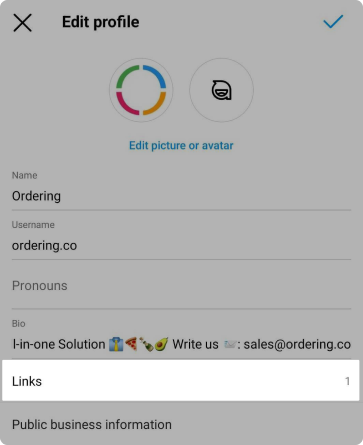 Edit profile
Edit picture or avatar
Name
Ordering
Username
ordering.co
Pronouns
Bio
l-in-one Solution 👔🍕🍾🥑 Write us 📨: sales@ordering.co
Links 1
Public business information